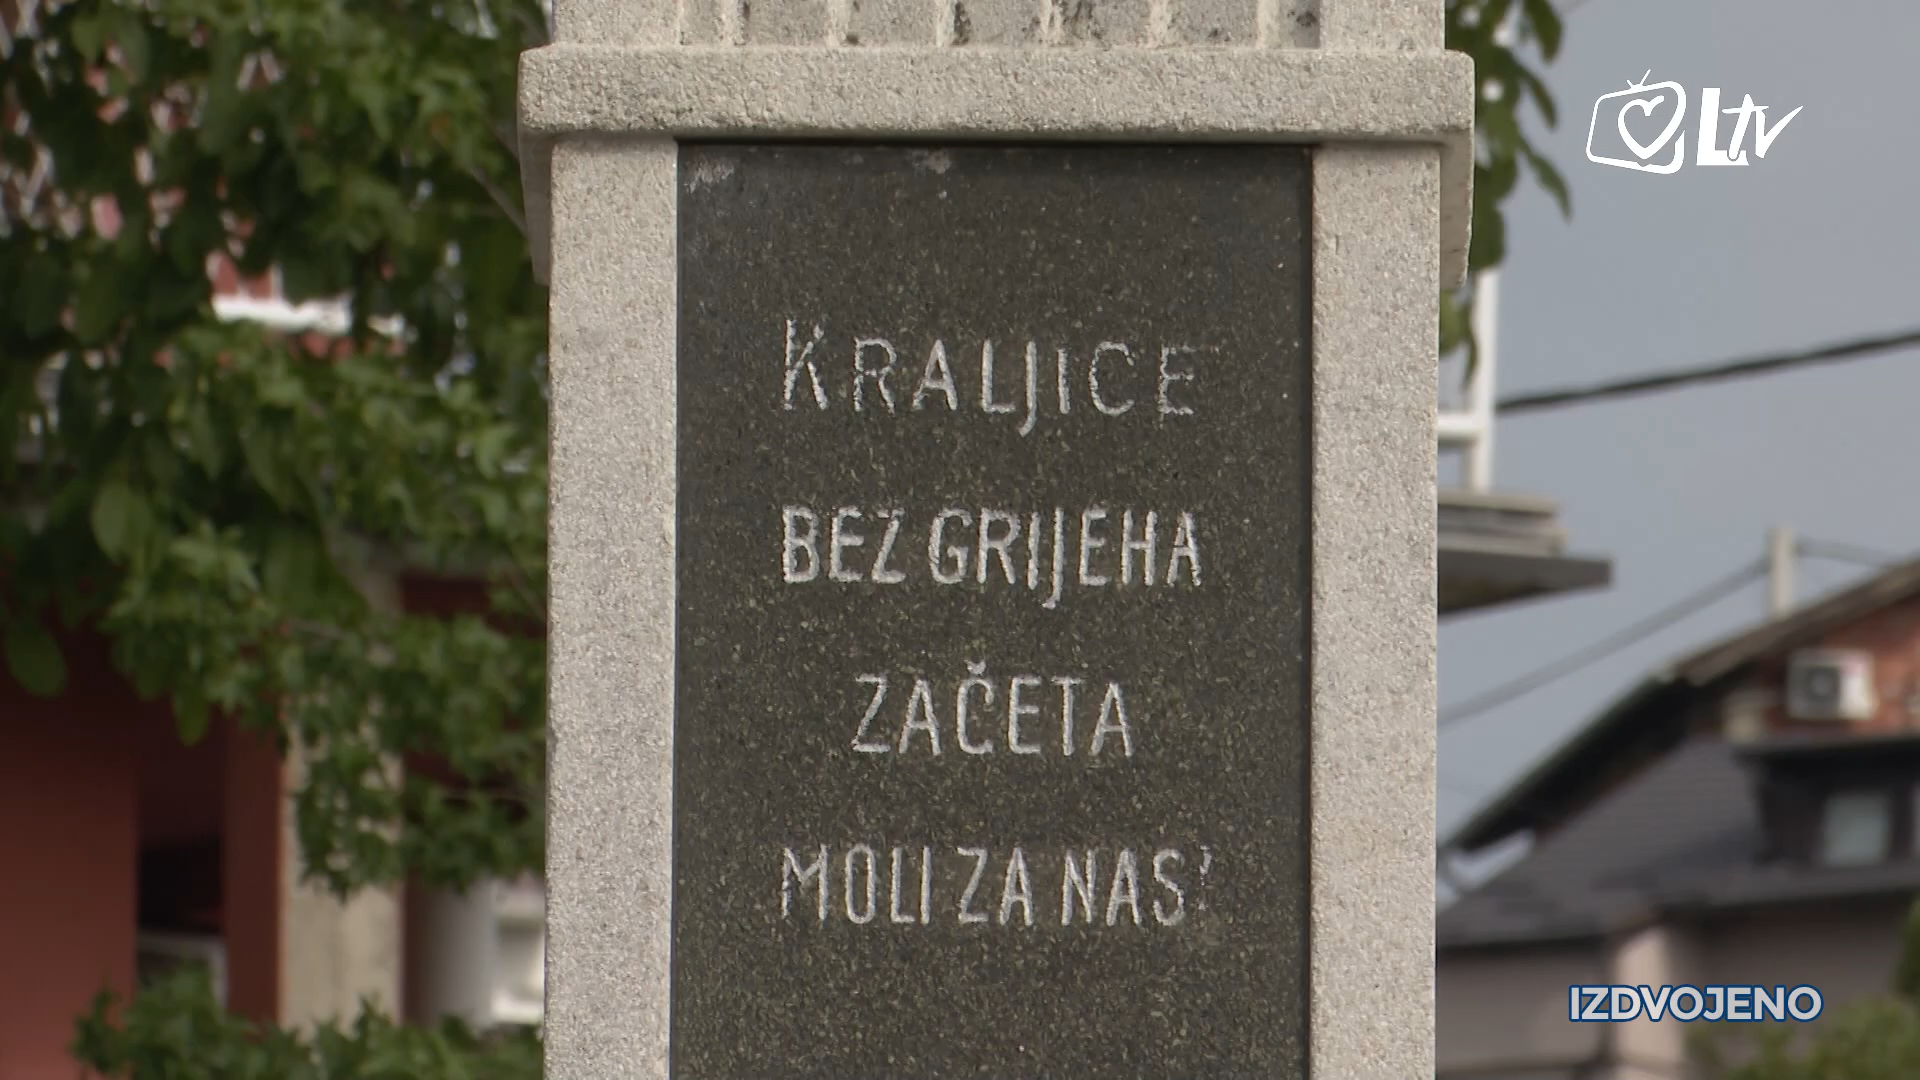 LTV
KRALJICE
BEZ GRIJEHA
ZAČETA
MOLI ZA NAS!
IZDVOJENO